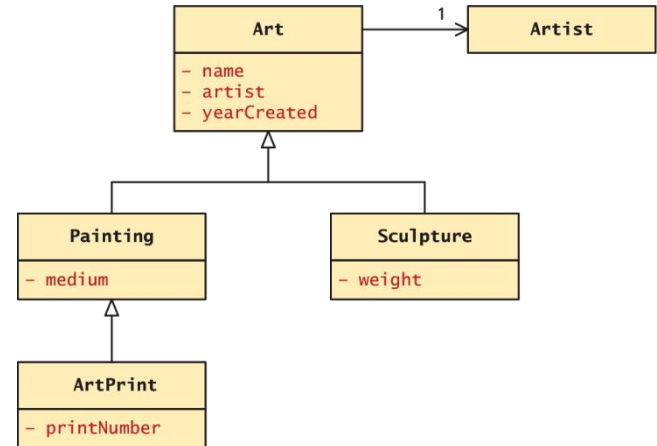 Art
1
Artist
– name
– artist
– yearCreated
Painting
– medium
Sculpture
– weight
ArtPrint
– printNumber